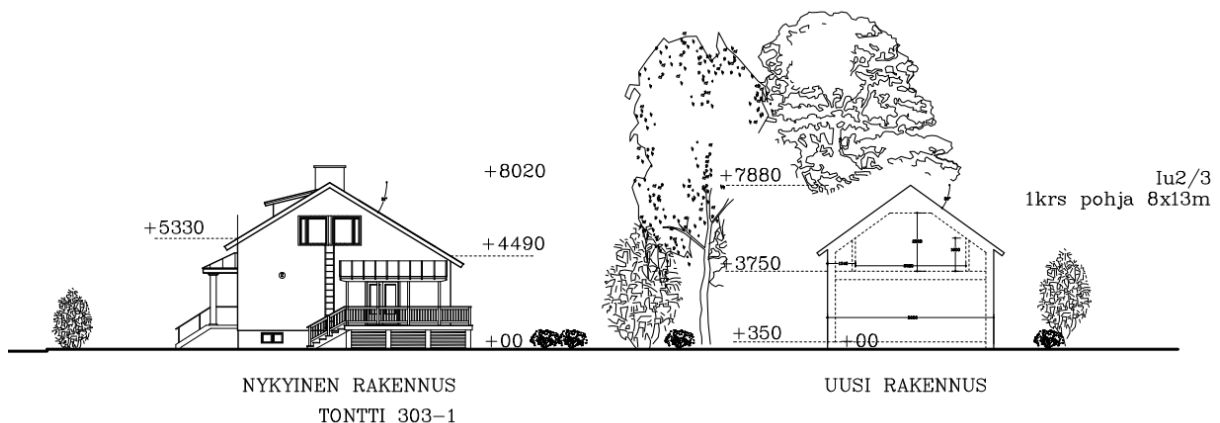 +8020
+7880
Iu2/3
1krs pohja 8x13m
+5330
+4490
+3750
+350
+00
+00
NYKYINEN RAKENNUS
UUSI RAKENNUS
TONTTI 303-1